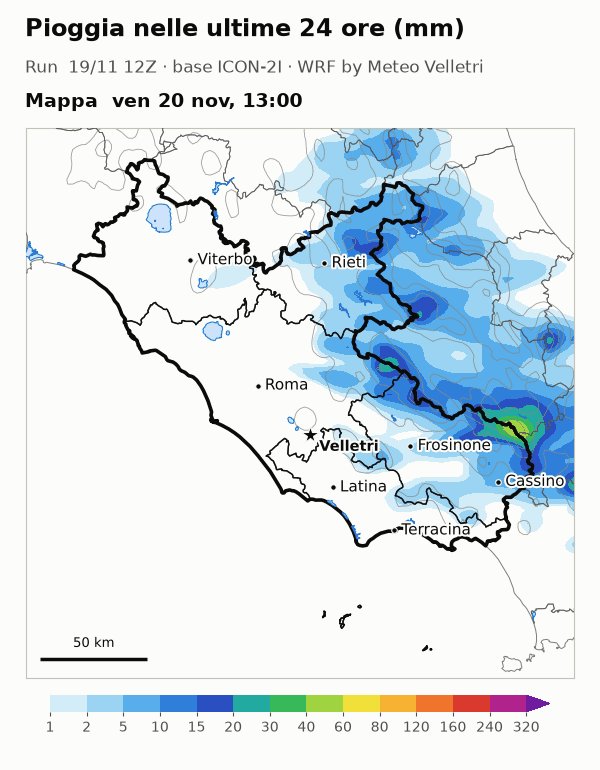 Pioggia nelle ultime 24 ore (mm)
Run  19/11 12Z · base ICON-2I · WRF by Meteo Velletri
Mappa  ven 20 nov, 13:00
Viterbo
Rieti
Roma
Velletri
Frosinone
Latina
Cassino
Terracina
50 km
1 2 5 10 15 20 30 40 60 80 120 160 240 320